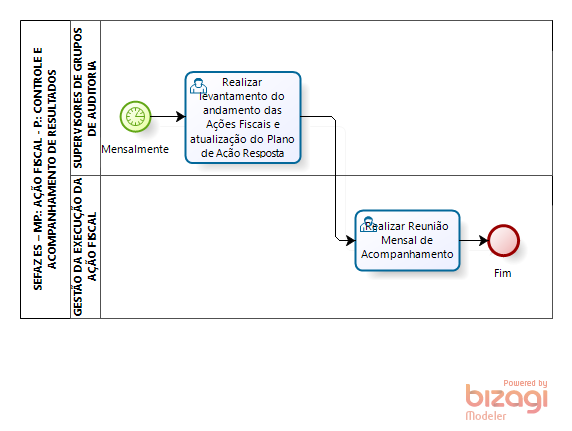 SEFAZ ES – MP.: AÇÃO FISCAL - P.: CONTROLE E
ACOMPANHAMENTO DE RESULTADOS
SUPERVISORES DE GRUPOS
DE AUDITORIA
Mensalmente
Realizar
levantamento do
andamento das
Ações Fiscais e
atualização do Plano
de Ação Resposta
GESTÃO DA EXECUÇÃO DA
AÇÃO FISCAL
Realizar Reunião
Mensal de
Acompanhamento
Fim
Powered by
bizagi
Modeler